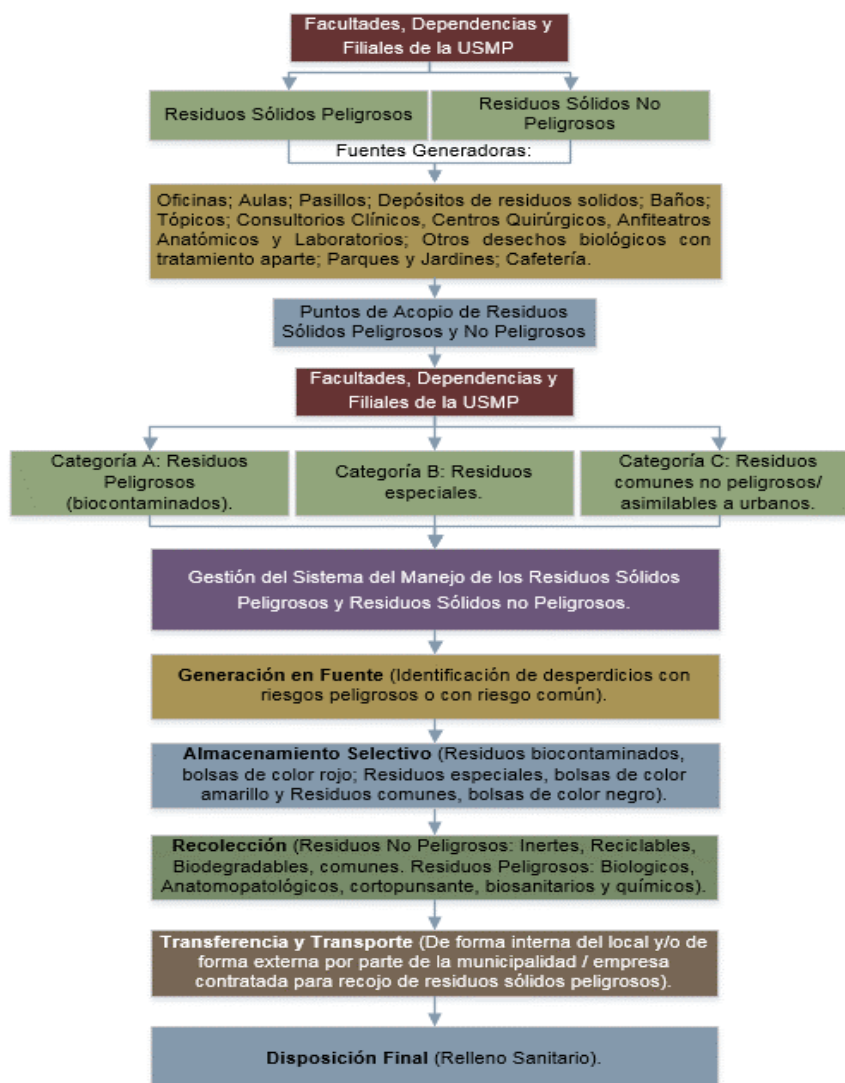 Facultades, Dependencias y
Filiales de la USMP
Residuos Sólidos Peligrosos
Residuos Sólidos No
Peligrosos
Fuentes Generadoras:
Oficinas; Aulas; Pasillos; Depósitos de residuos solidos; Baños;
Tópicos; Consultorios Clínicos, Centros Quirúrgicos, Anfiteatros
Anatómicos y Laboratorios; Otros desechos biológicos con
tratamiento aparte; Parques y Jardines; Cafetería.
Puntos de Acopio de Residuos
Sólidos Peligrosos y No Peligrosos
Facultades, Dependencias y
Filiales de la USMP
Categoría A: Residuos
Peligrosos
(biocontaminados).
Categoría B: Residuos
especiales.
Categoría C: Residuos
comunes no peligrosos/
asimilables a urbanos.
Gestión del Sistema del Manejo de los Residuos Sólidos
Peligrosos y Residuos Sólidos no Peligrosos.
Generación en Fuente (Identificación de desperdicios con
riesgos peligrosos o con riesgo común).
Almacenamiento Selectivo (Residuos biocontaminados,
bolsas de color rojo; Residuos especiales, bolsas de color
amarillo y Residuos comunes, bolsas de color negro).
Recolección (Residuos No Peligrosos: Inertes, Reciclables,
Biodegradables, comunes. Residuos Peligrosos: Biologicos,
Anatomopatológicos, cortopunsante, biosanitarios y químicos).
Transferencia y Transporte (De forma interna del local y/o de
forma externa por parte de la municipalidad / empresa
contratada para recojo de residuos sólidos peligrosos).
Disposición Final (Relleno Sanitario).